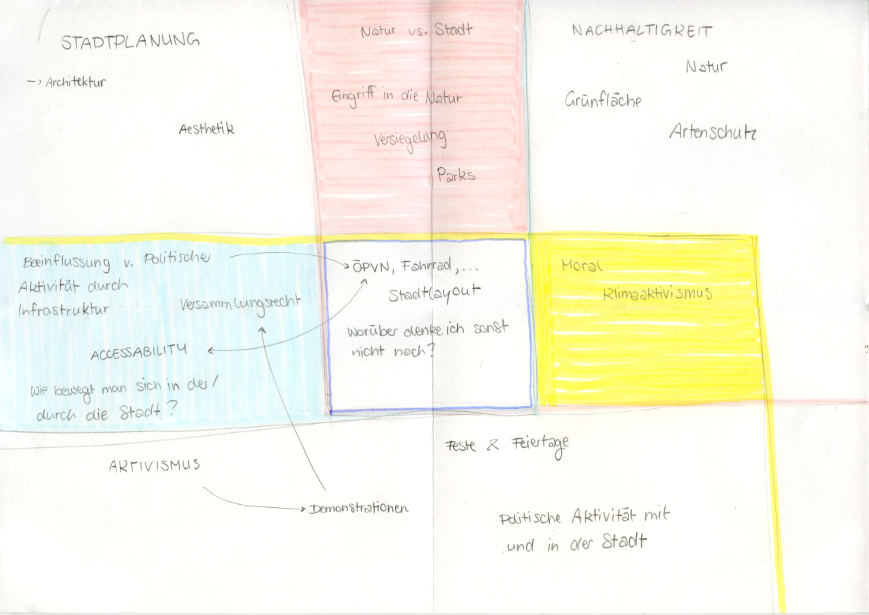 STADTPLANUNG
-> Architektur
Aesthetik
Natur vs. Stadt
Eingriff in die Natur
Versiegelung
Parks
NACHHALTIGKEIT
Natur
Grünfläche
Artenschutz
Beeinflussung v. Politische
Aktivität durch
Infrastruktur
Versammlungsrecht
ACCESSABILITY
Wie bewegt man sich in der/
durch die Stadt?
ÖPVN, Fahrrad,...
Stadtlayout
worüber denke ich sonst
nicht nach?
Moral
Klimaaktivismus
AKTIVISMUS
Demonstrationen
Feste & Feiertage
Politische Aktivität mit
und in der Stadt